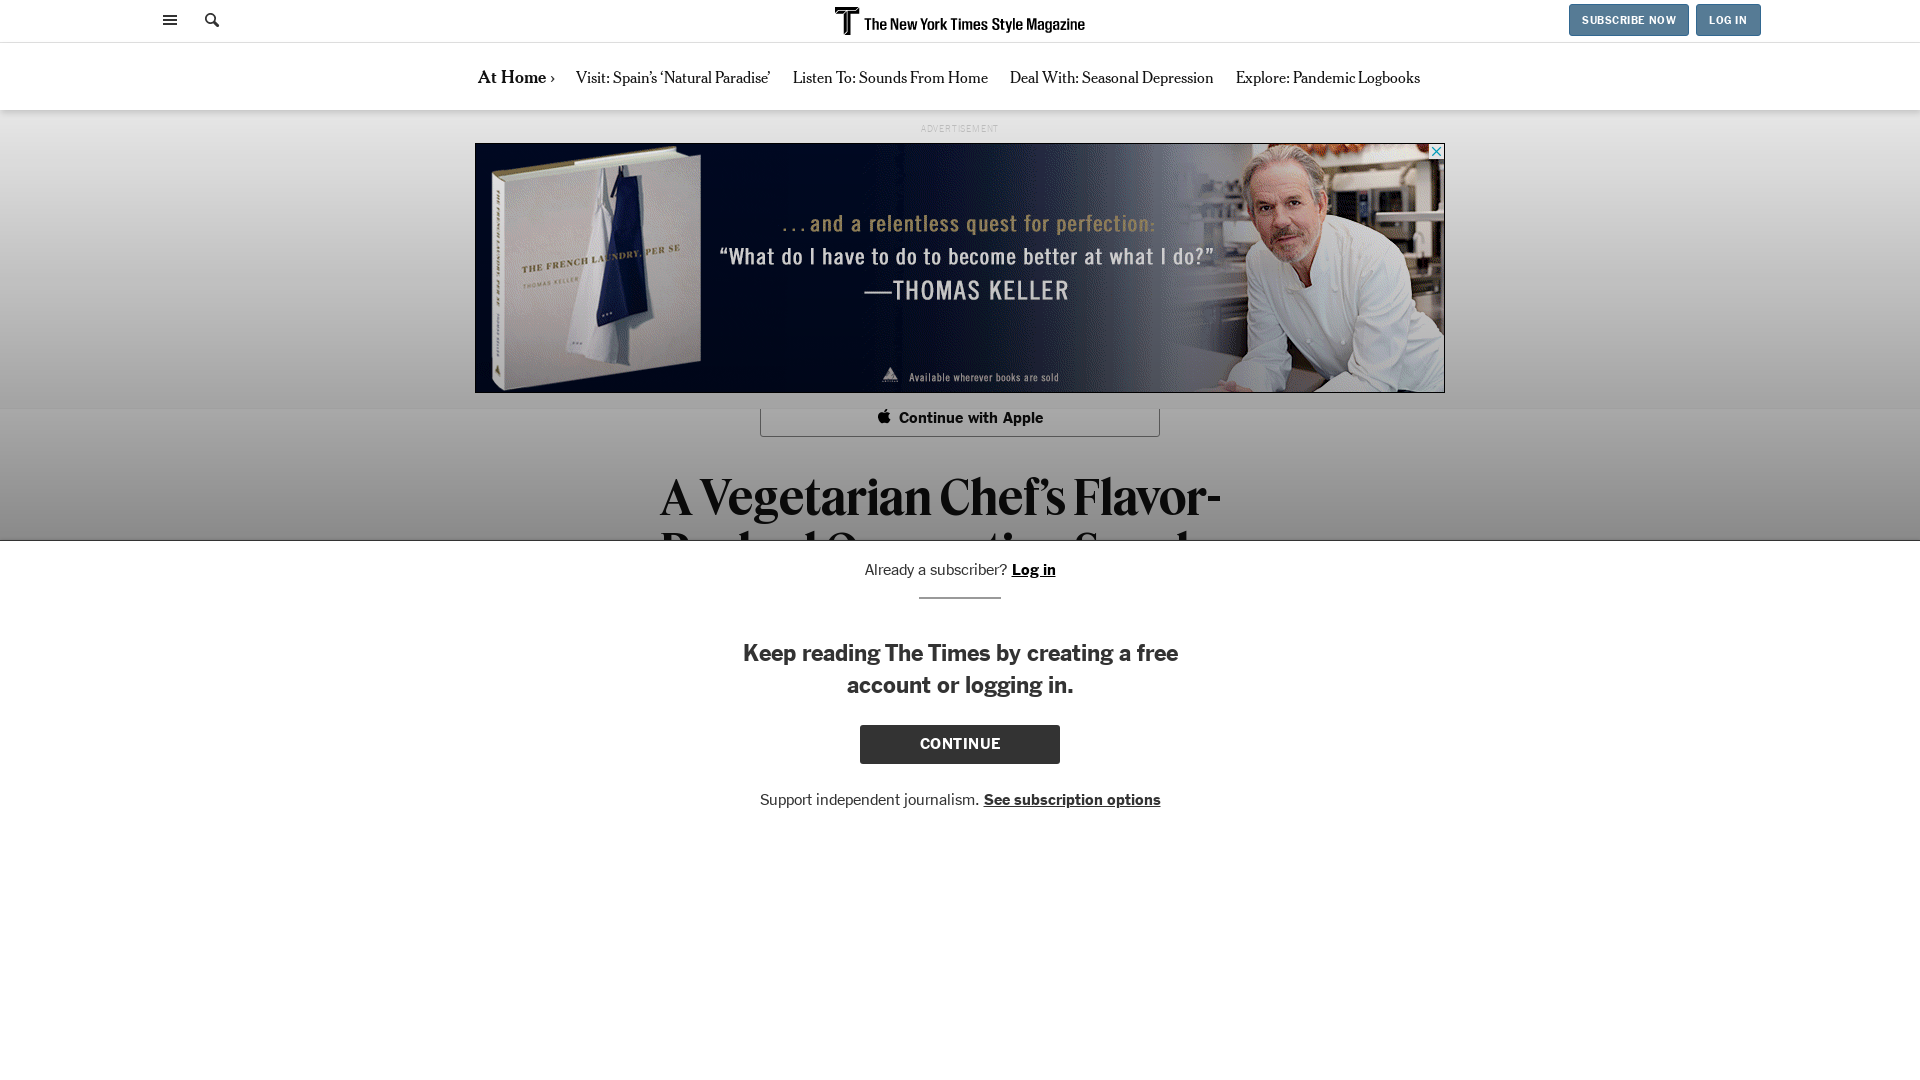 The New York Times Style Magazine
SUBSCRIBE NOW
LOG IN
At Home ›
Visit: Spain’s ‘Natural Paradise’
Listen To: Sounds From Home
Deal With: Seasonal Depression
Explore: Pandemic Logbooks
ADVERTISEMENT
THE FRENCH LAUNDRY, PER SE
THOMAS KELLER
...and a relentless quest for perfection:
“What do I have to do to become better at what I do?”
—THOMAS KELLER
Available wherever books are sold
Continue with Apple
A Vegetarian Chef’s Flavor-
Already a subscriber? Log in
Keep reading The Times by creating a free
account or logging in.
CONTINUE
Support independent journalism. See subscription options